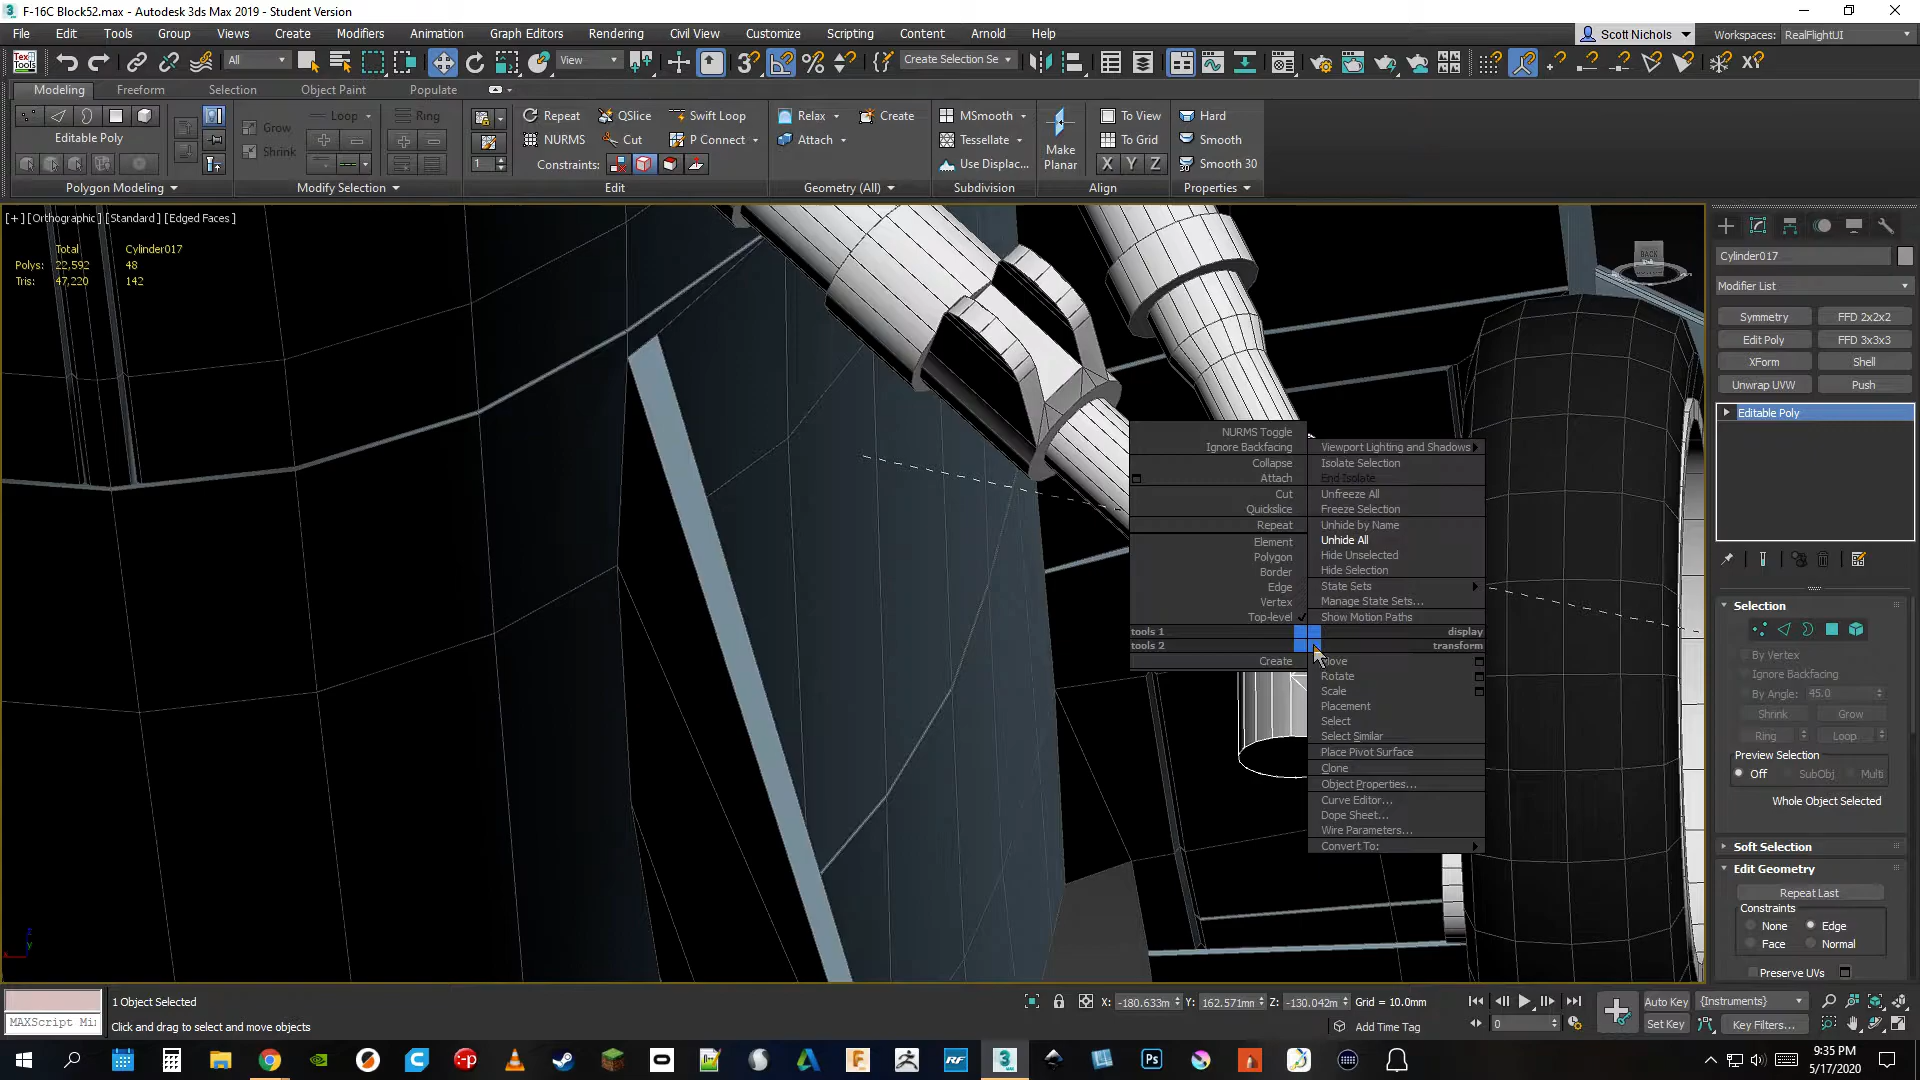 F-16C Block52.max - Autodesk 3ds Max 2019 - Student Version
File Edit Tools Group Views Create Modifiers Animation Graph Editors Rendering Civil View Customize Scripting Content Arnold Help
Scott Nichols Workspaces: RealFlightUI
All View Create Selection Se
Modeling Freeform Selection Object Paint Populate
Editable Poly
Grow
Shrink
Loop Ring
Repeat QSlice Swift Loop
NURMS Cut P Connect
1 Constraints:
Relax Create
Attach
MSmooth
Tessellate
Use Displac...
Make Planar
To View
To Grid
X Y Z
Hard
Smooth
Smooth 30
Polygon Modeling Modify Selection Edit Geometry (All) Subdivision Align Properties
[+] [Orthographic] [Standard] [Edged Faces]
Total Cylinder017
Polys: 22,592 48
Tris: 47,220 142
BACK
NURMS Toggle
Ignore Backfacing
Collapse
Attach
Cut
Quickslice
Repeat
Element
Polygon
Border
Edge
Vertex
Top-level
tools 1
tools 2
Create
Viewport Lighting and Shadows
Isolate Selection
End Isolate
Unfreeze All
Freeze Selection
Unhide by Name
Unhide All
Hide Unselected
Hide Selection
State Sets
Manage State Sets...
Show Motion Paths
display
transform
Move
Rotate
Scale
Placement
Select
Select Similar
Place Pivot Surface
Clone
Object Properties...
Curve Editor...
Dope Sheet...
Wire Parameters...
Convert To:
Cylinder017
Modifier List
Symmetry FFD 2x2x2
Edit Poly FFD 3x3x3
XForm Shell
Unwrap UVW Push
Editable Poly
Selection
By Vertex
Ignore Backfacing
By Angle: 45.0
Shrink Grow
Ring Loop
Preview Selection
Off SubObj Multi
Whole Object Selected
Soft Selection
Edit Geometry
Repeat Last
Constraints
None Edge
Face Normal
Preserve UVs
1 Object Selected
MAXScript Mi
Click and drag to select and move objects
X: -180.633m Y: 162.571mm Z: -130.042m Grid = 10.0mm
Add Time Tag
0
Auto Key {Instruments}
Set Key Key Filters...
9:35 PM
5/17/2020